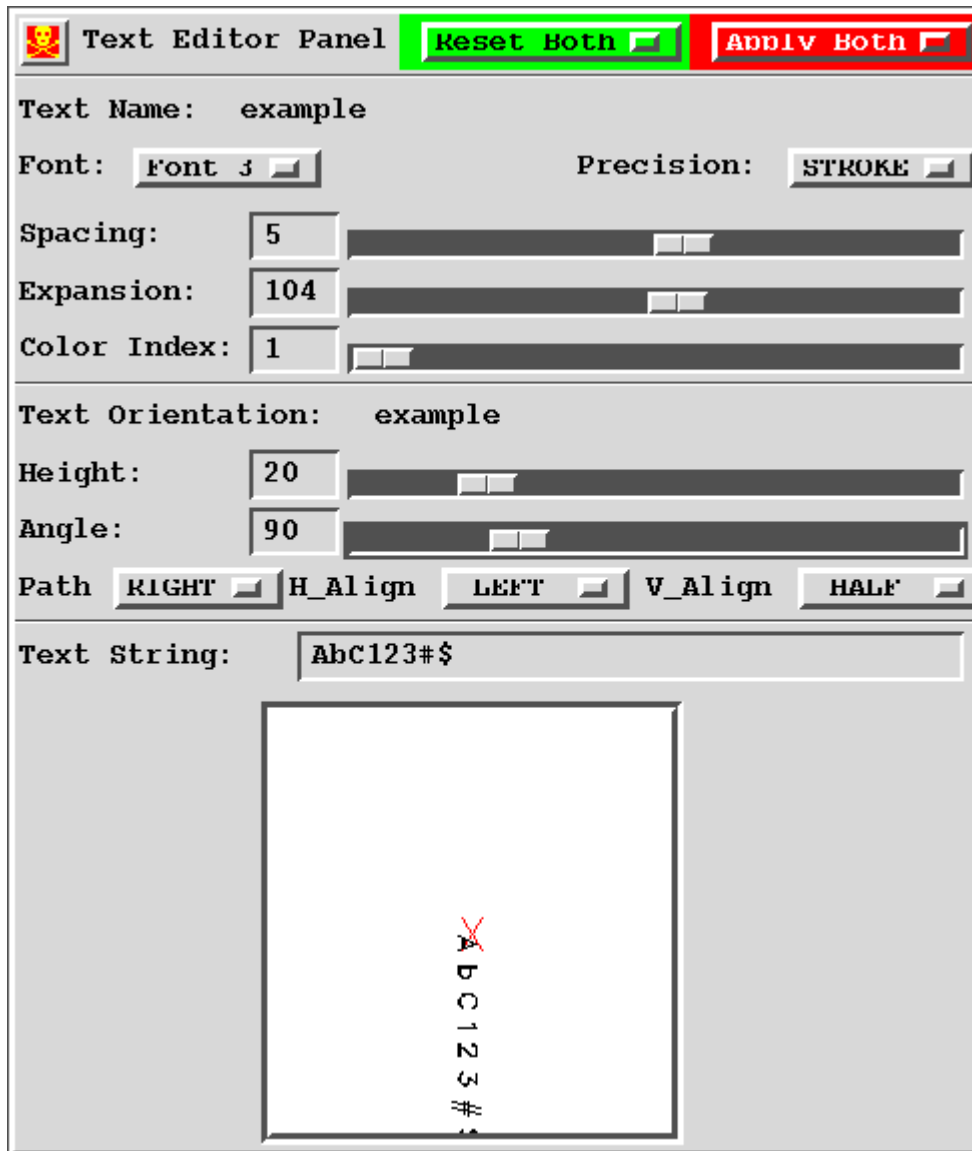 Text Editor Panel Reset Both Apply Both
Text Name: example
Font: Font 3 Precision: STROKE
Spacing: 5
Expansion: 104
Color Index: 1
Text Orientation: example
Height: 20
Angle: 90
Path RIGHT H_Align LEFT V_Align HALF
Text String: AbC123#$
AbC123#$